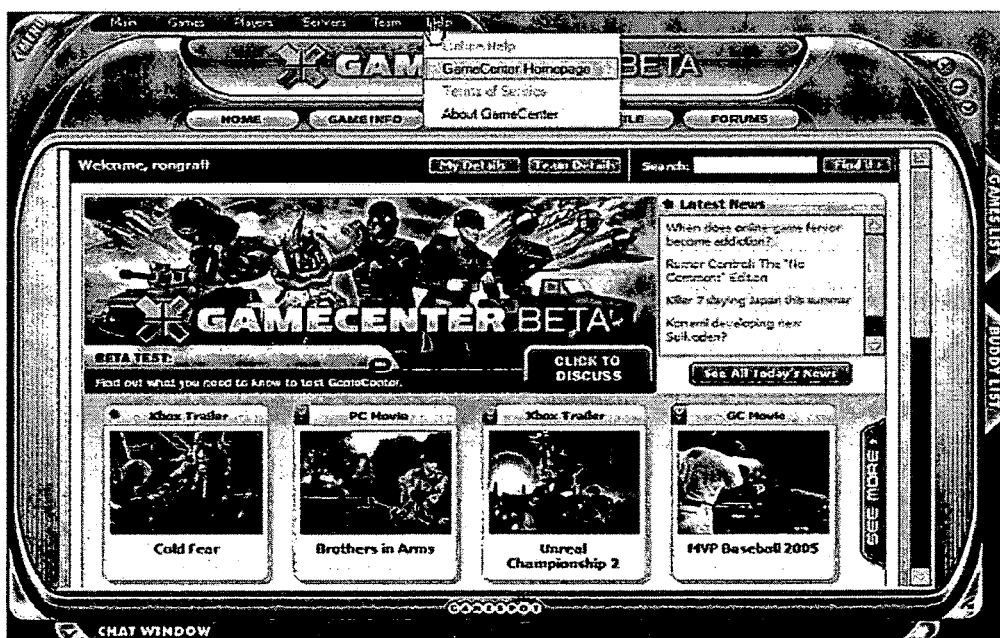 MENU
Main Games Players Servers Team Help
Online Help
GameCenter Homepage
Terms of Service
About GameCenter
GAM BETA
HOME GAME INFO FORUMS
Welcome, rongraff
My Details Team Details Search: Find It
GAMECENTER BETA
BETA TEST:
Find out what you need to know to test GameCenter.
CLICK TO DISCUSS
Latest News
When does online-game fervor become addiction?
Rumor Control: The "No Comment" Edition
Killer 7 slaying Japan this summer
Konami developing new Suikoden?
See All Today's News
GAMES LIST
BUDDY LIST
Xbox Trailer PC Movie Xbox Trailer GC Movie
Cold Fear Brothers in Arms Unreal Championship 2 MVP Baseball 2005
SEE MORE >
GAMESPOT
CHAT WINDOW